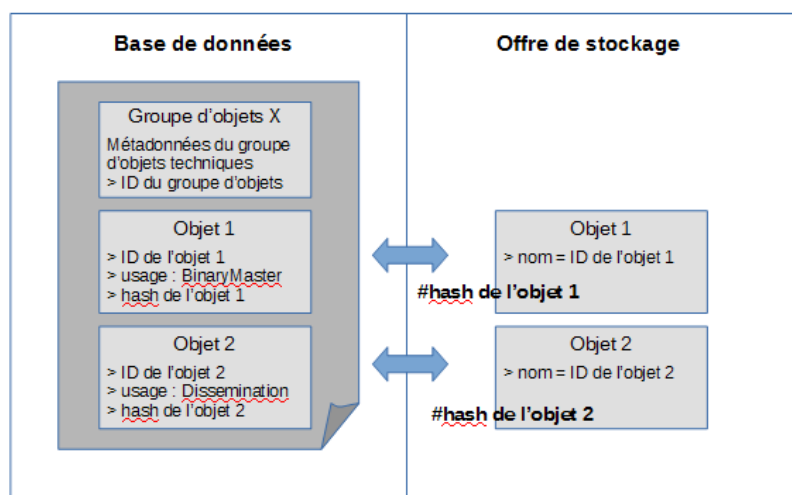 Base de données
Offre de stockage
Groupe d'objets X
Métadonnées du groupe
d'objets techniques
> ID du groupe d'objets
Objet 1
> ID de l'objet 1
> usage : BinaryMaster
> hash de l'objet 1
Objet 1
> nom = ID de l'objet 1
#hash de l'objet 1
Objet 2
> ID de l'objet 2
> usage : Dissemination
> hash de l'objet 2
Objet 2
> nom = ID de l'objet 2
#hash de l'objet 2